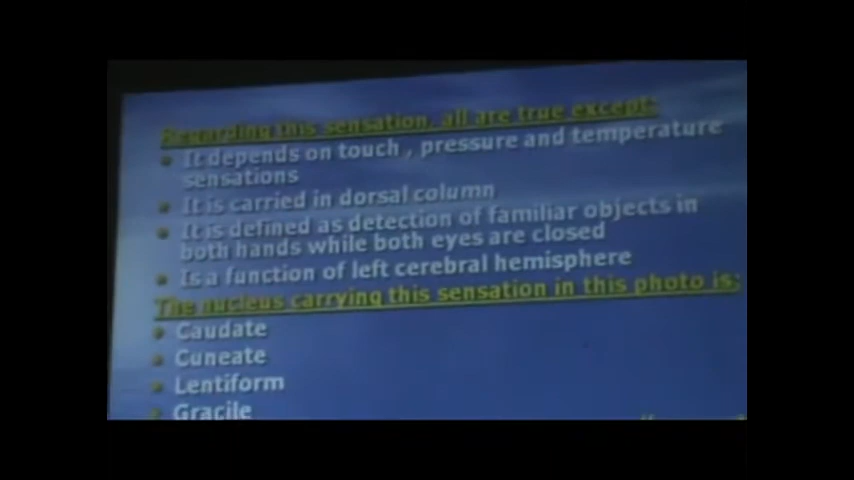 Regarding this sensation, all are true except:
• It depends on touch , pressure and temperature
sensations
• It is carried in dorsal column
• It is defined as detection of familiar objects in
both hands while both eyes are closed
• Is a function of left cerebral hemisphere
The nucleus carrying this sensation in this photo is:
• Caudate
• Cuneate
• Lentiform
• Gracile